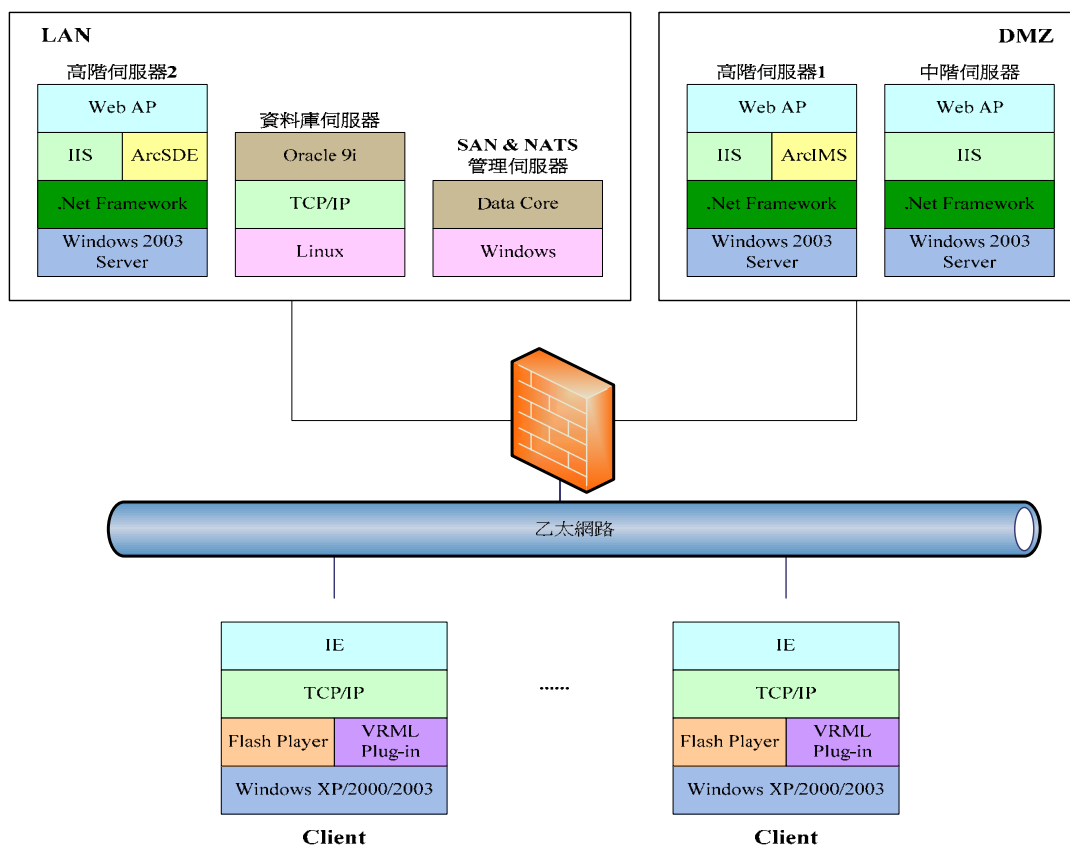 LAN
高階伺服器2
Web AP
IIS
ArcSDE
.Net Framework
Windows 2003
Server
資料庫伺服器
Oracle 9i
TCP/IP
Linux
SAN & NATS
管理伺服器
Data Core
Windows
DMZ
高階伺服器1
Web AP
IIS
ArcIMS
.Net Framework
Windows 2003
Server
中階伺服器
Web AP
IIS
.Net Framework
Windows 2003
Server
乙太網路
IE
TCP/IP
Flash Player
VRML
Plug-in
Windows XP/2000/2003
Client
......
IE
TCP/IP
Flash Player
VRML
Plug-in
Windows XP/2000/2003
Client